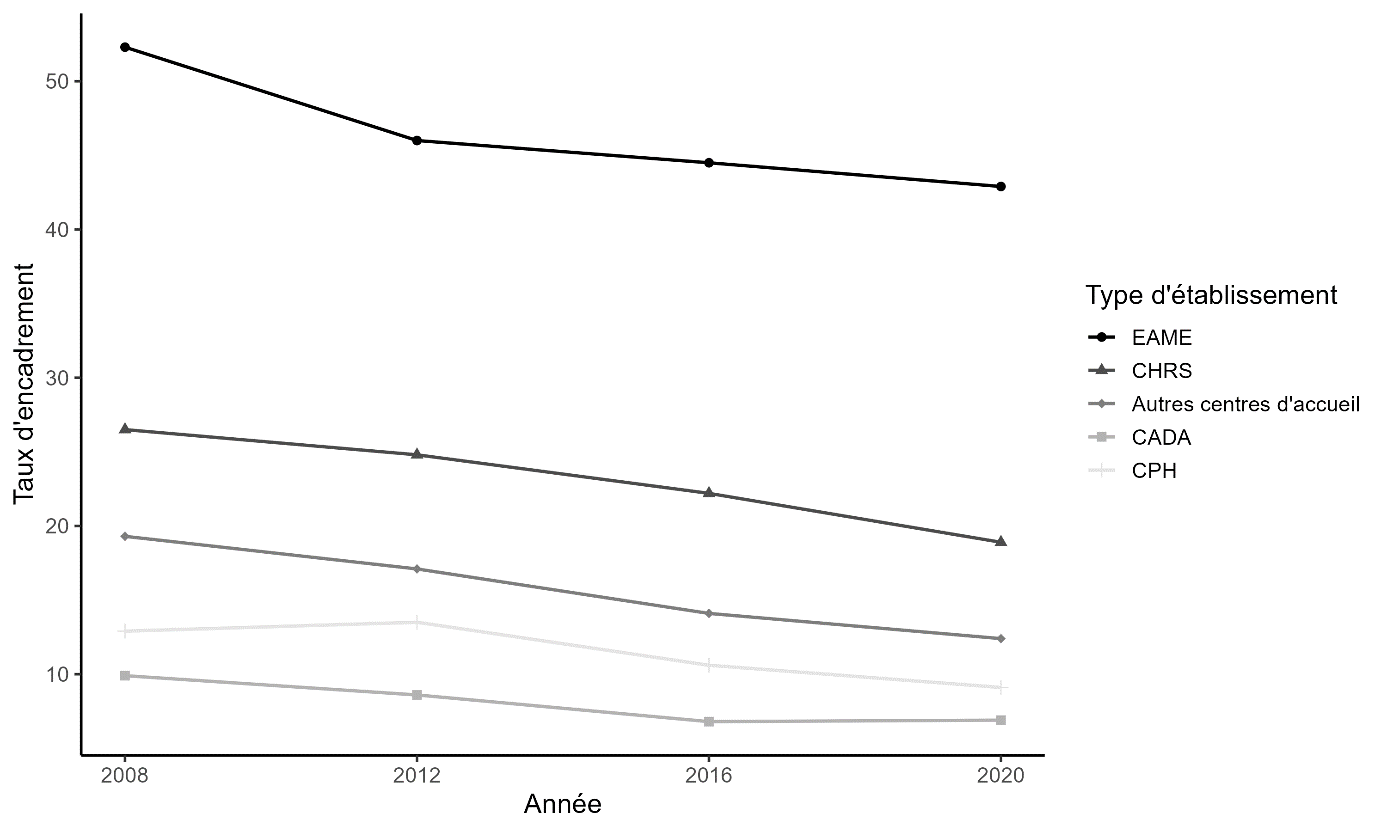 Taux d'encadrement
50
40
30
20
10
2008 2012 2016 2020
Année
Type d'établissement
EAME
CHRS
Autres centres d'accueil
CADA
CPH